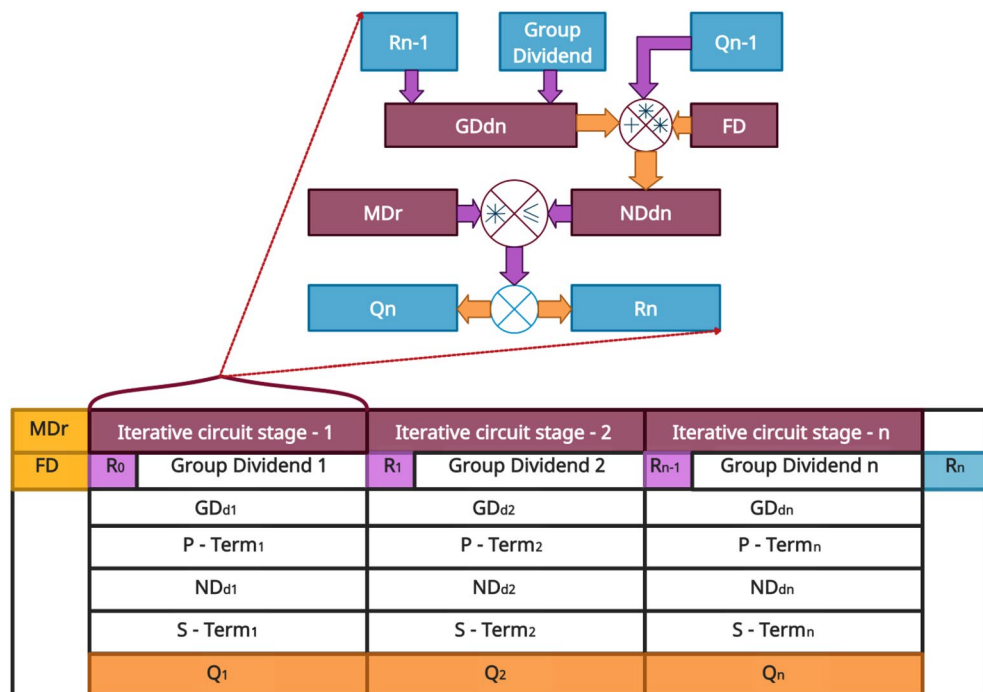 Rn-1
Group
Dividend
Qn-1
GDdn
+ * *
FD
MDr
* ≤
NDdn
Qn
Rn
MDr
Iterative circuit stage - 1
Iterative circuit stage - 2
Iterative circuit stage - n
FD
R₀
Group Dividend 1
R₁
Group Dividend 2
Rₙ₋₁
Group Dividend n
Rₙ
GDd1
GDd2
GDdn
P - Term₁
P - Term₂
P - Termₙ
NDd1
NDd2
NDdn
S - Term₁
S - Term₂
S - Termₙ
Q₁
Q₂
Qₙ